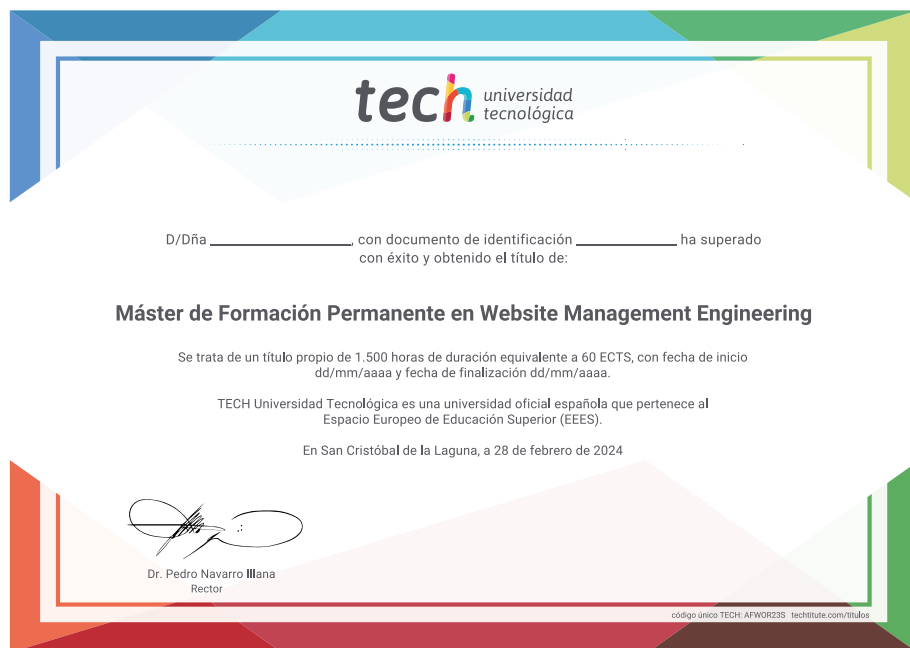 tech universidad
tecnológica
D/Dña ______________, con documento de identificación __________ ha superado
con éxito y obtenido el título de:
Máster de Formación Permanente en Website Management Engineering
Se trata de un título propio de 1.500 horas de duración equivalente a 60 ECTS, con fecha de inicio
dd/mm/aaaa y fecha de finalización dd/mm/aaaa.
TECH Universidad Tecnológica es una universidad oficial española que pertenece al
Espacio Europeo de Educación Superior (EEES).
En San Cristóbal de la Laguna, a 28 de febrero de 2024
Dr. Pedro Navarro Illana
Rector
código único TECH: AFWOR23S techtitute.com/titulos